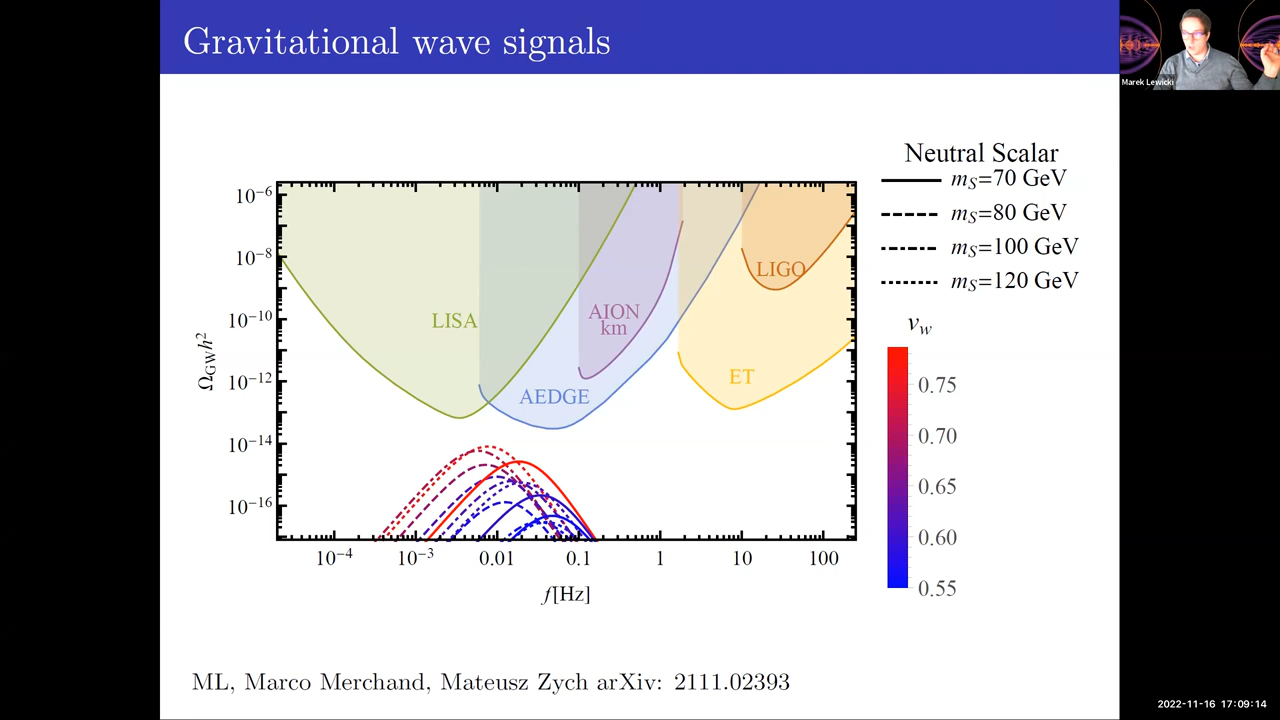 Gravitational wave signals
Marek Lewicki
Neutral Scalar
m_S=70 GeV
m_S=80 GeV
m_S=100 GeV
m_S=120 GeV
v_w
0.75
0.70
0.65
0.60
0.55
Ω_GW h²
10⁻⁶
10⁻⁸
10⁻¹⁰
10⁻¹²
10⁻¹⁴
10⁻¹⁶
LISA
AEDGE
AION
km
LIGO
ET
10⁻⁴
10⁻³
0.01
0.1
1
10
100
f[Hz]
ML, Marco Merchand, Mateusz Zych arXiv: 2111.02393
2022-11-16 17:09:14